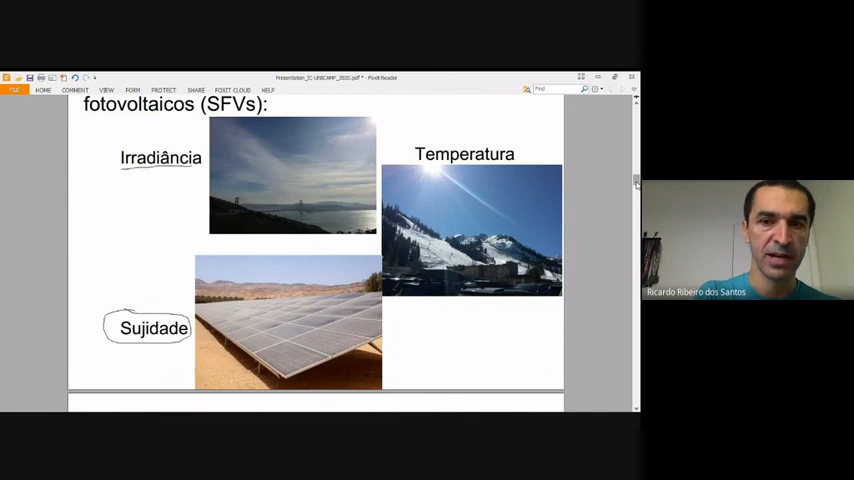 Presentation_IC-UNICAMP_2020.pdf * - Foxit Reader
FILE HOME COMMENT VIEW FORM PROTECT SHARE FOXIT CLOUD HELP
Find
fotovoltaicos (SFVs):
Irradiância
Temperatura
Sujidade
Ricardo Ribeiro dos Santos